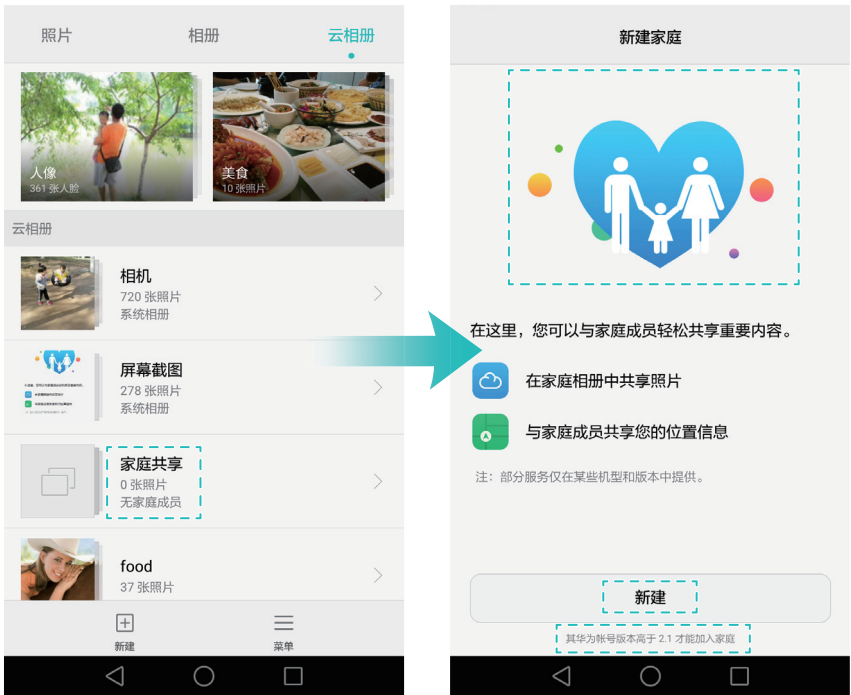 照片
相册
云相册
人像
361 张人脸
美食
10 张照片
云相册
相机
720 张照片
系统相册
屏幕截图
278 张照片
系统相册
家庭共享
0 张照片
无家庭成员
food
37 张照片
新建
菜单
新建家庭
在这里，您可以与家庭成员轻松共享重要内容。
在家庭相册中共享照片
与家庭成员共享您的位置信息
注：部分服务仅在某些机型和版本中提供。
新建
其华为帐号版本高于 2.1 才能加入家庭